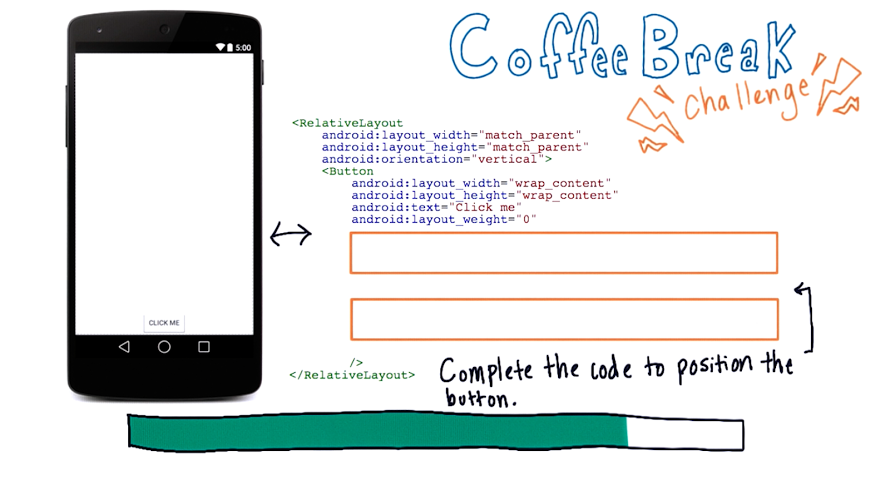 Coffee Break
Challenge
5:00
<RelativeLayout
android:layout_width="match_parent"
android:layout_height="match_parent"
android:orientation="vertical">
<Button
android:layout_width="wrap_content"
android:layout_height="wrap_content"
android:text="Click me"
android:layout_weight="0"
CLICK ME
/>
</RelativeLayout>
Complete the code to position the
button.